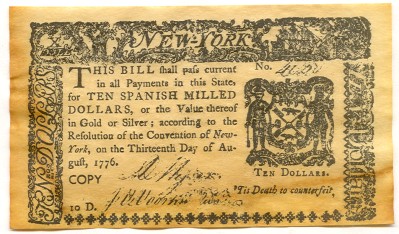 NEW-YORK
THIS BILL shall pass current
in all Payments in this State,
for TEN SPANISH MILLED
DOLLARS, or the Value thereof
in Gold or Silver; according to the
Resolution of the Convention of New-
York, on the Thirteenth Day of Au-
gust, 1776.
No.
TEN DOLLARS.
COPY
'Tis Death to counterfeit.
10 D.